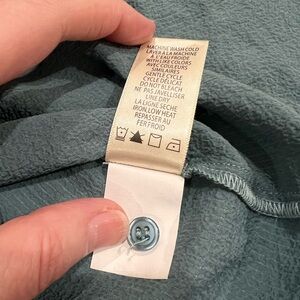 MACHINE WASH COLD
LAVER À LA MACHINE
À L'EAU FROIDE
WITH LIKE COLORS
AVEC COULEURS
SIMILAIRES
GENTLE CYCLE
CYCLE DÉLICAT
DO NOT BLEACH
NE PAS JAVELLISER
LINE DRY
LA LIGNE SÈCHE
IRON LOW HEAT
REPASSER AU
FER FROID